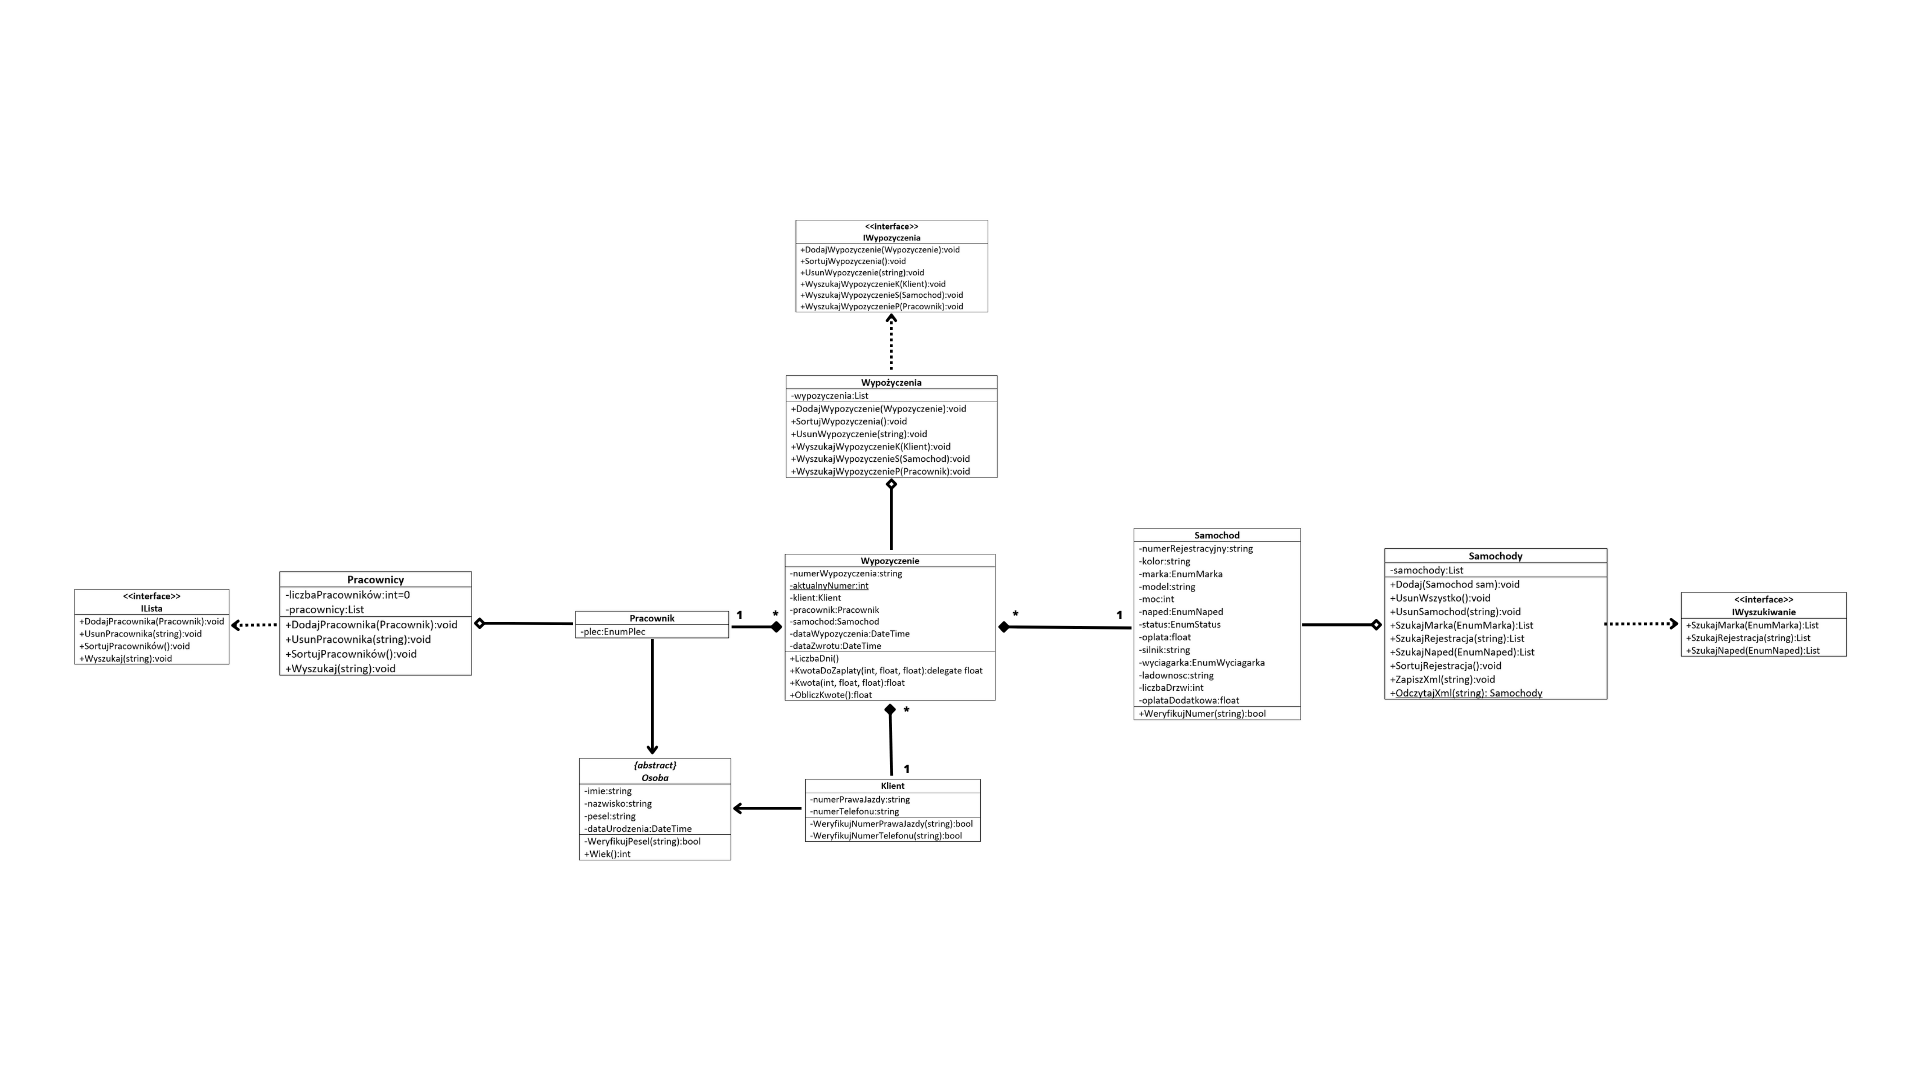 <<interface>>
IWypozyczenia
+DodajWypozyczenie(Wypozyczenie):void
+SortujWypozyczenia():void
+UsunWypozyczenie(string):void
+WyszukajWypozyczenieK(Klient):void
+WyszukajWypozyczenieS(Samochod):void
+WyszukajWypozyczenieP(Pracownik):void
Wypożyczenia
-wypozyczenia:List
+DodajWypozyczenie(Wypozyczenie):void
+SortujWypozyczenia():void
+UsunWypozyczenie(string):void
+WyszukajWypozyczenieK(Klient):void
+WyszukajWypozyczenieS(Samochod):void
+WyszukajWypozyczenieP(Pracownik):void
<<interface>>
ILista
+DodajPracownika(Pracownik):void
+UsunPracownika(string):void
+SortujPracowników():void
+Wyszukaj(string):void
Pracownicy
-liczbaPracowników:int=0
-pracownicy:List
+DodajPracownika(Pracownik):void
+UsunPracownika(string):void
+SortujPracowników():void
+Wyszukaj(string):void
Pracownik
-plec:EnumPlec
1
*
Wypozyczenie
-numerWypozyczenia:string
-aktualnyNumer:int
-klient:Klient
-pracownik:Pracownik
-samochod:Samochod
-dataWypozyczenia:DateTime
-dataZwrotu:DateTime
+LiczbaDni()
+KwotaDoZaplaty(int, float, float):delegate float
+Kwota(int, float, float):float
+ObliczKwote():float
*
1
Samochod
-numerRejestracyjny:string
-kolor:string
-marka:EnumMarka
-model:string
-moc:int
-naped:EnumNaped
-status:EnumStatus
-oplata:float
-silnik:string
-wyciagarka:EnumWyciagarka
-ladownosc:string
-liczbaDrzwi:int
-oplataDodatkowa:float
+WeryfikujNumer(string):bool
Samochody
-samochody:List
+Dodaj(Samochod sam):void
+UsunWszystko():void
+UsunSamochod(string):void
+SzukajMarka(EnumMarka):List
+SzukajRejestracja(string):List
+SzukajNaped(EnumNaped):List
+SortujRejestracja():void
+ZapiszXml(string):void
+OdczytajXml(string): Samochody
<<interface>>
IWyszukiwanie
+SzukajMarka(EnumMarka):List
+SzukajRejestracja(string):List
+SzukajNaped(EnumNaped):List
*
1
{abstract}
Osoba
-imie:string
-nazwisko:string
-pesel:string
-dataUrodzenia:DateTime
-WeryfikujPesel(string):bool
+Wiek():int
Klient
-numerPrawaJazdy:string
-numerTelefonu:string
-WeryfikujNumerPrawaJazdy(string):bool
-WeryfikujNumerTelefonu(string):bool